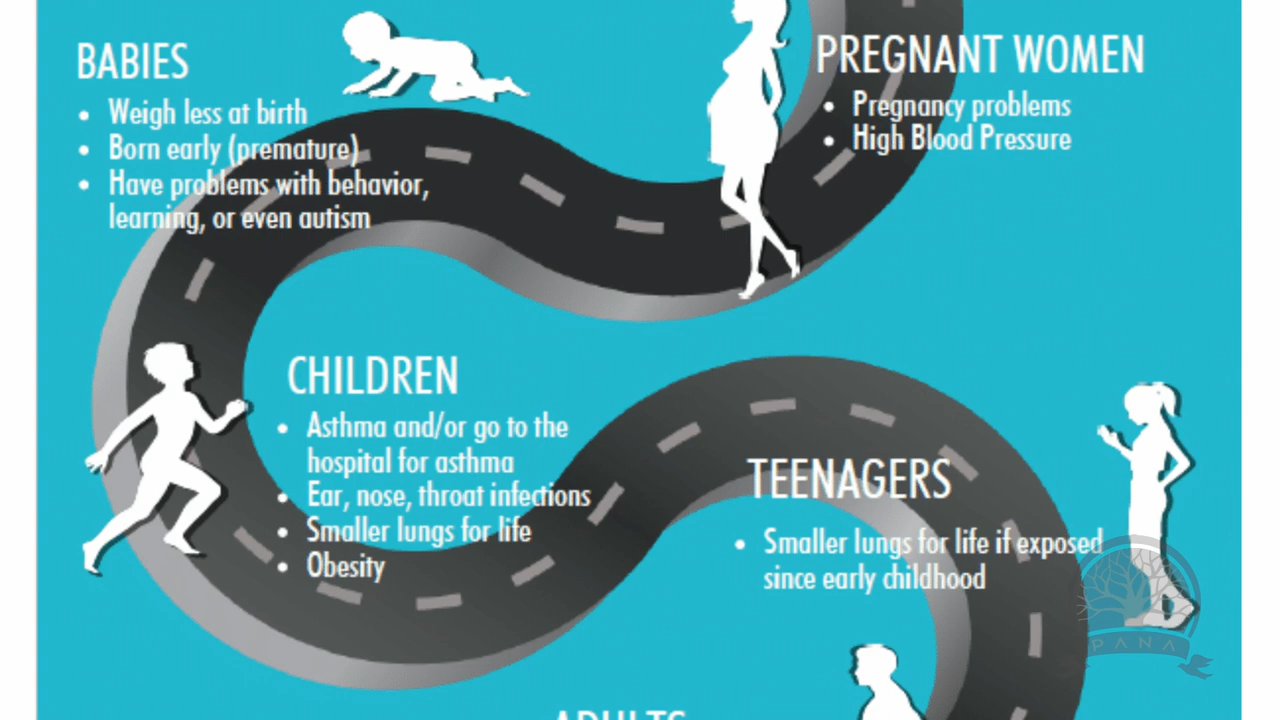 BABIES
• Weigh less at birth
• Born early (premature)
• Have problems with behavior,
learning, or even autism
PREGNANT WOMEN
• Pregnancy problems
• High Blood Pressure
CHILDREN
• Asthma and/or go to the
hospital for asthma
• Ear, nose, throat infections
• Smaller lungs for life
• Obesity
TEENAGERS
• Smaller lungs for life if exposed
since early childhood
PANA
ADULTS